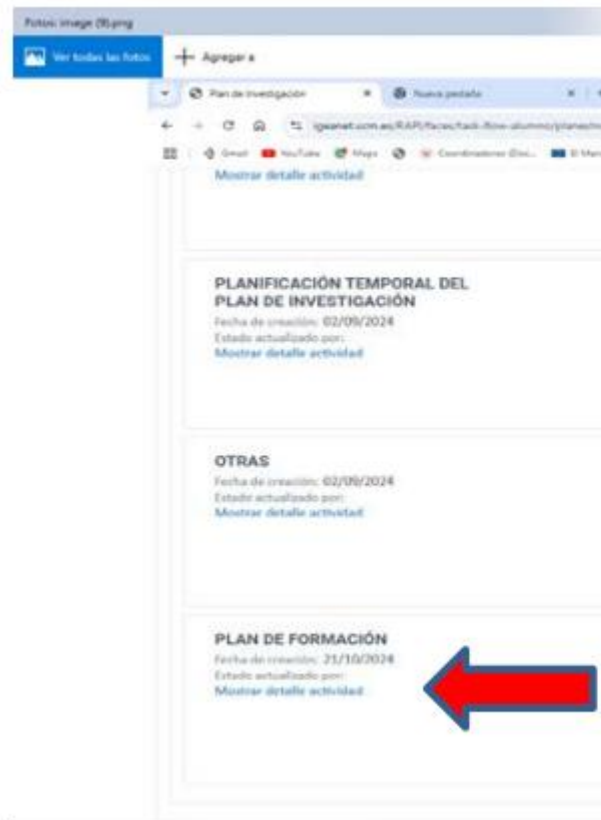 Fotos: image (9).png
Ver todas las fotos
Agregar a
Plan de investigación
Nueva pestaña
Gmail YouTube Maps
Mostrar detalle actividad
PLANIFICACIÓN TEMPORAL DEL
PLAN DE INVESTIGACIÓN
Fecha de creación: 02/09/2024
Estado actualizado por:
Mostrar detalle actividad
OTRAS
Fecha de creación: 02/09/2024
Estado actualizado por:
Mostrar detalle actividad
PLAN DE FORMACIÓN
Fecha de creación: 21/10/2024
Estado actualizado por:
Mostrar detalle actividad